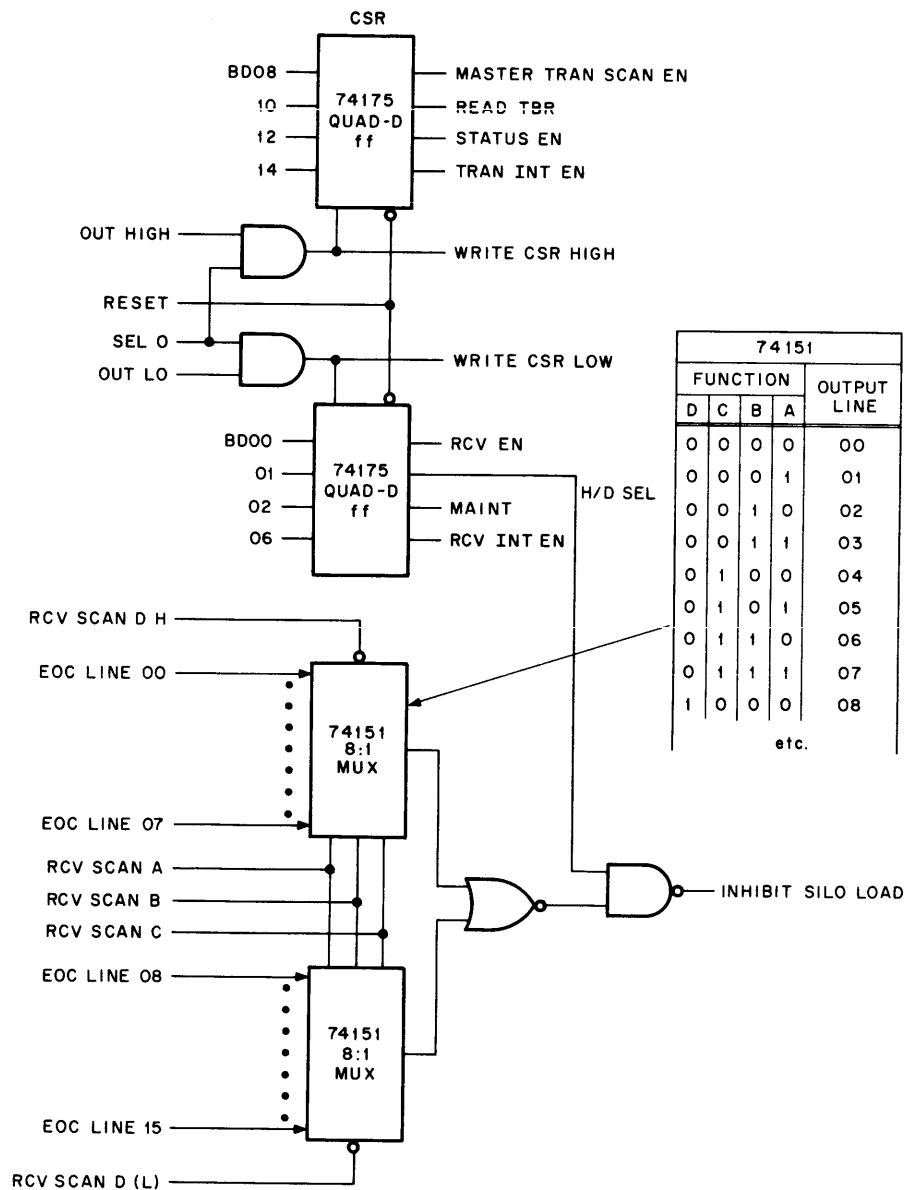 CSR
BD08
10
12
14
74175
QUAD-D
ff
MASTER TRAN SCAN EN
READ TBR
STATUS EN
TRAN INT EN
OUT HIGH
WRITE CSR HIGH
RESET
SEL 0
OUT LO
WRITE CSR LOW
BD00
01
02
06
74175
QUAD-D
ff
RCV EN
H/D SEL
MAINT
RCV INT EN
74151
FUNCTION
OUTPUT
LINE
D C B A
0 0 0 0 00
0 0 0 1 01
0 0 1 0 02
0 0 1 1 03
0 1 0 0 04
0 1 0 1 05
0 1 1 0 06
0 1 1 1 07
1 0 0 0 08
etc.
RCV SCAN D H
EOC LINE 00
74151
8:1
MUX
EOC LINE 07
RCV SCAN A
RCV SCAN B
RCV SCAN C
INHIBIT SILO LOAD
EOC LINE 08
74151
8:1
MUX
EOC LINE 15
RCV SCAN D (L)